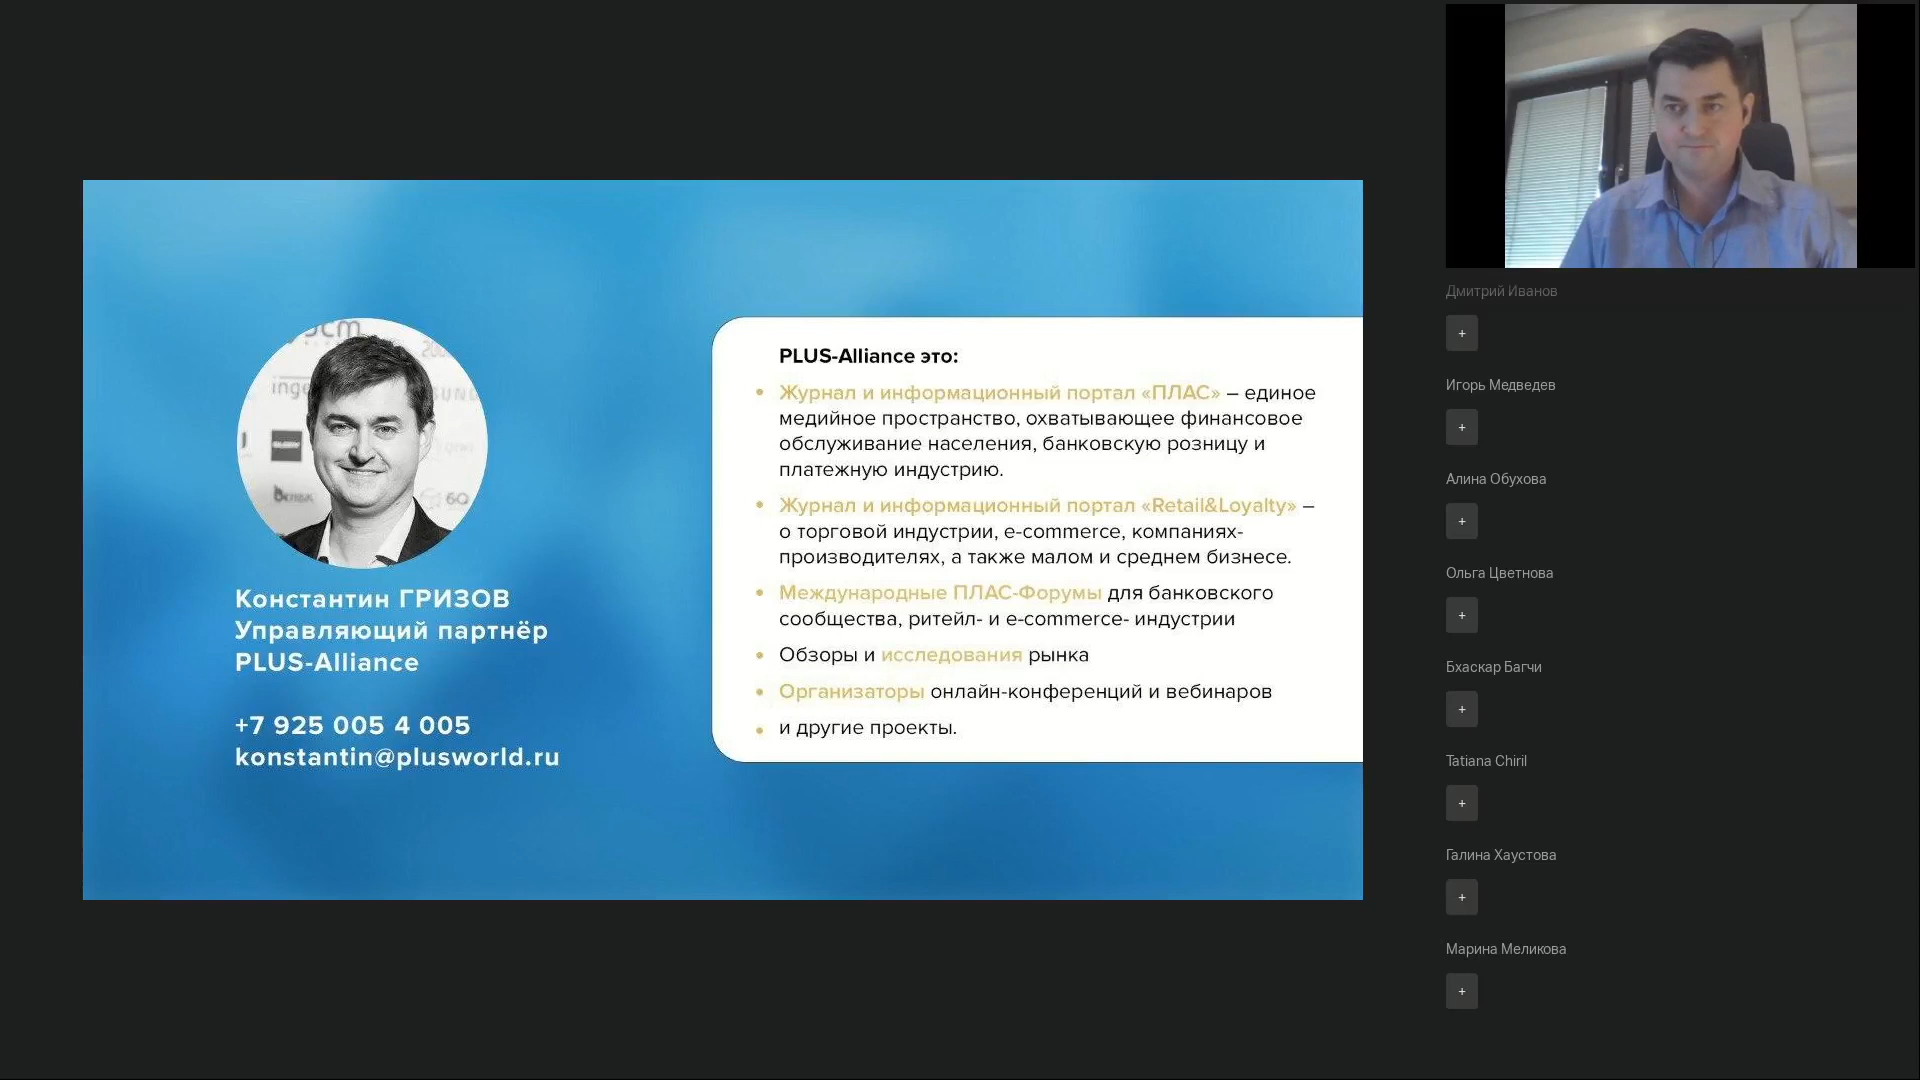 Константин ГРИЗОВ
Управляющий партнёр
PLUS-Alliance
+7 925 005 4 005
konstantin@plusworld.ru
PLUS-Alliance это:
• Журнал и информационный портал «ПЛАС» – единое
медийное пространство, охватывающее финансовое
обслуживание населения, банковскую розницу и
платежную индустрию.
• Журнал и информационный портал «Retail&Loyalty» –
о торговой индустрии, e-commerce, компаниях-
производителях, а также малом и среднем бизнесе.
• Международные ПЛАС-Форумы для банковского
сообщества, ритейл- и e-commerce- индустрии
• Обзоры и исследования рынка
• Организаторы онлайн-конференций и вебинаров
• и другие проекты.
Дмитрий Иванов
+
Игорь Медведев
+
Алина Обухова
+
Ольга Цветнова
+
Бхаскар Багчи
+
Tatiana Chiril
+
Галина Хаустова
+
Марина Меликова
+